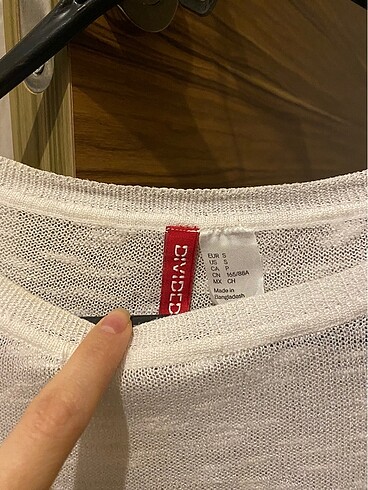 DIVIDED
EUR S
US S
CA P
CN 165/88A
MX CH
Made in
Bangladesh